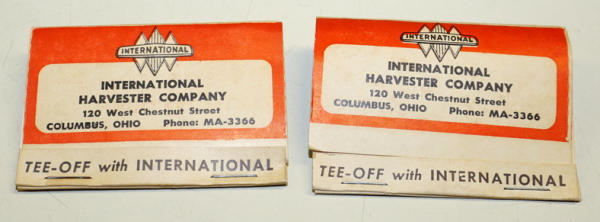 INTERNATIONAL
INTERNATIONAL
HARVESTER COMPANY
120 West Chestnut Street
COLUMBUS, OHIO Phone: MA-3366
TEE-OFF with INTERNATIONAL
INTERNATIONAL
INTERNATIONAL
HARVESTER COMPANY
120 West Chestnut Street
COLUMBUS, OHIO Phone: MA-3366
TEE-OFF with INTERNATIONAL